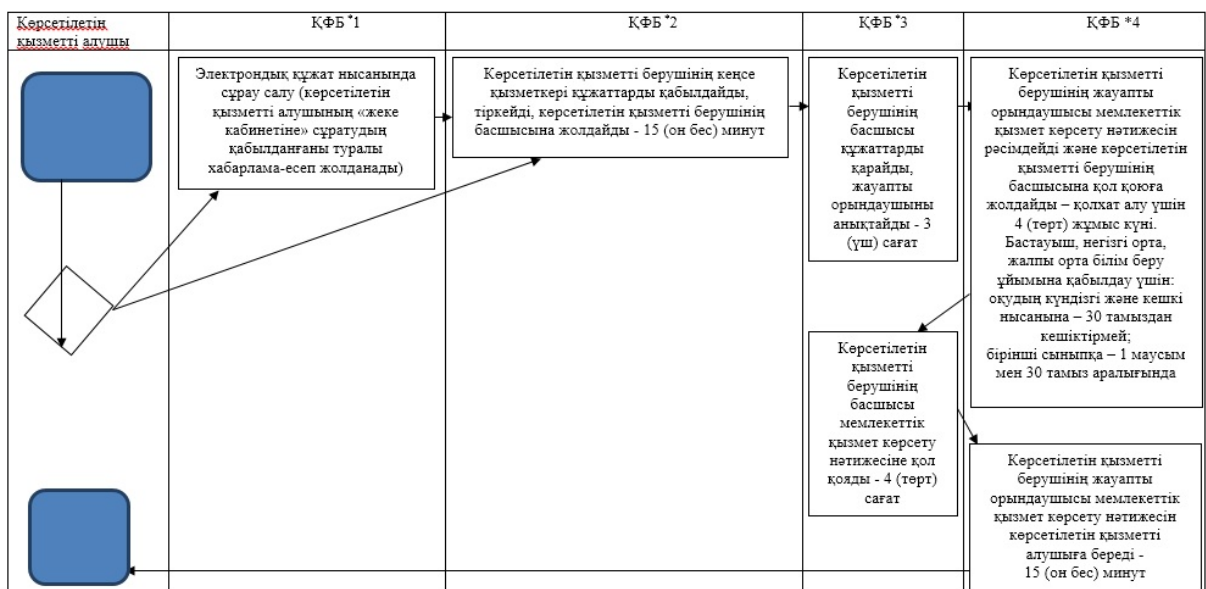 Көрсетілетін
қызметті алушы
ҚФБ *1
ҚФБ *2
ҚФБ *3
ҚФБ *4
Электрондық құжат нысанында
сұрау салу (көрсетілетін
қызметті алушының «жеке
кабинетіне» сұратудың
қабылданғаны туралы
хабарлама-есеп жолданады)
Көрсетілетін қызметті берушінің кеңсе
қызметкері құжаттарды қабылдайды,
тіркейді, көрсетілетін қызметті берушінің
басшысына жолдайды - 15 (он бес) минут
Көрсетілетін
қызметті
берушінің
басшысы
құжаттарды
қарайды,
жауапты
орындаушыны
анықтайды - 3
(үш) сағат
Көрсетілетін қызметті
берушінің жауапты
орындаушысы мемлекеттік
қызмет көрсету нәтижесін
рәсімдейді және көрсетілетін
қызметті берушінің
басшысына қол қоюға
жолдайды – қолхат алу үшін
4 (төрт) жұмыс күні.
Бастауыш, негізгі орта,
жалпы орта білім беру
ұйымына қабылдау үшін:
оқудың күндізгі және кешкі
нысанына – 30 тамыздан
кешіктірмей;
бірінші сыныпқа – 1 маусым
мен 30 тамыз аралығында
Көрсетілетін
қызметті
берушінің
басшысы
мемлекеттік
қызмет көрсету
нәтижесіне қол
қояды - 4 (төрт)
сағат
Көрсетілетін қызметті
берушінің жауапты
орындаушысы мемлекеттік
қызмет көрсету нәтижесін
көрсетілетін қызметті
алушыға береді -
15 (он бес) минут